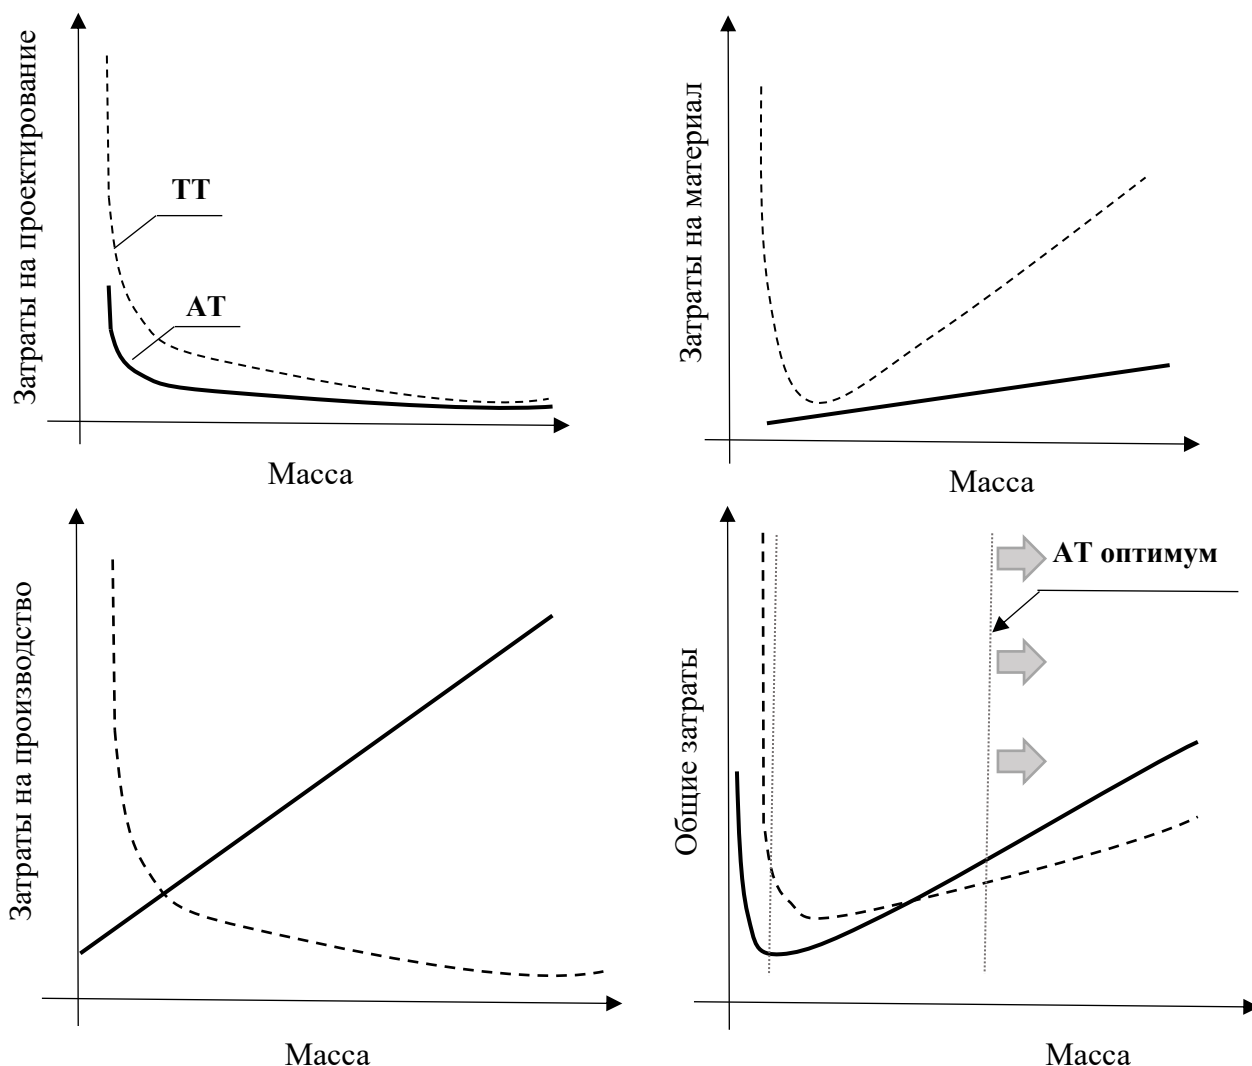 Затраты на проектирование
ТТ
АТ
Масса
Затраты на материал
Масса
Затраты на производство
Масса
Общие затраты
АТ оптимум
Масса